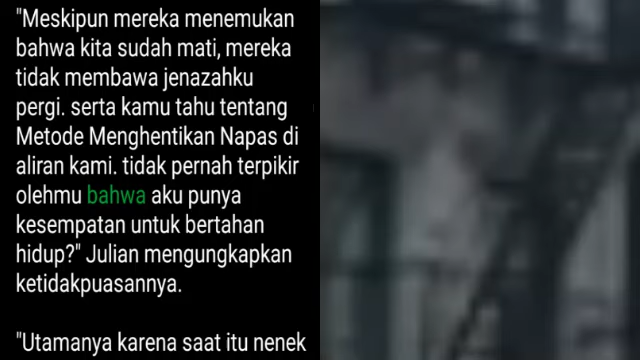 "Meskipun mereka menemukan
bahwa kita sudah mati, mereka
tidak membawa jenazahku
pergi. serta kamu tahu tentang
Metode Menghentikan Napas di
aliran kami. tidak pernah terpikir
olehmu bahwa aku punya
kesempatan untuk bertahan
hidup?" Julian mengungkapkan
ketidakpuasannya.
"Utamanya karena saat itu nenek